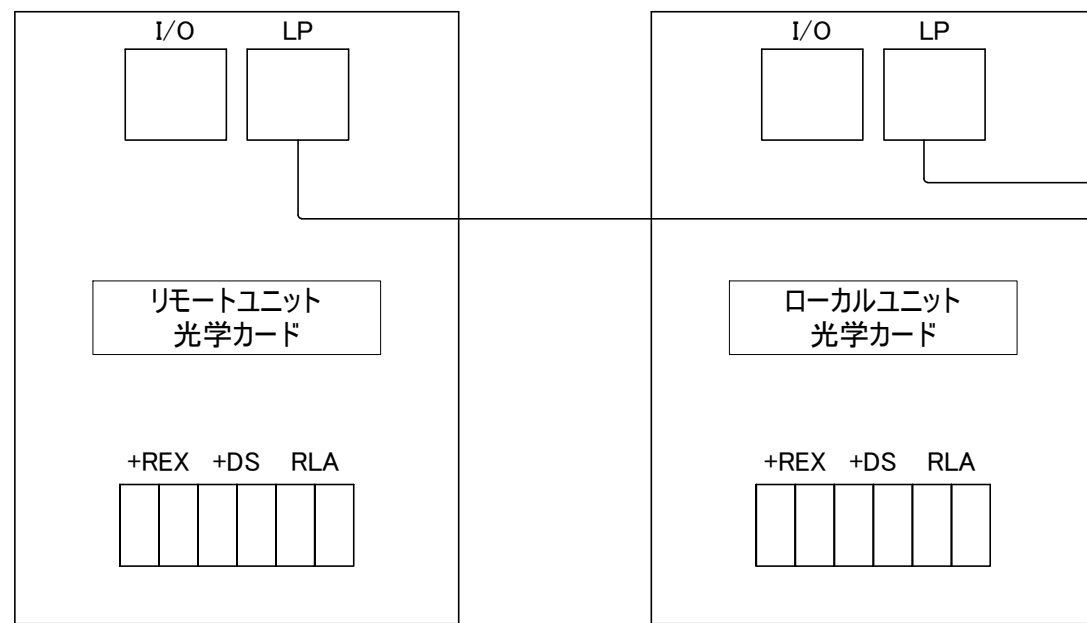 I/O LP
I/O LP
リモートユニット
光学カード
ローカルユニット
光学カード
+REX +DS RLA
+REX +DS RLA